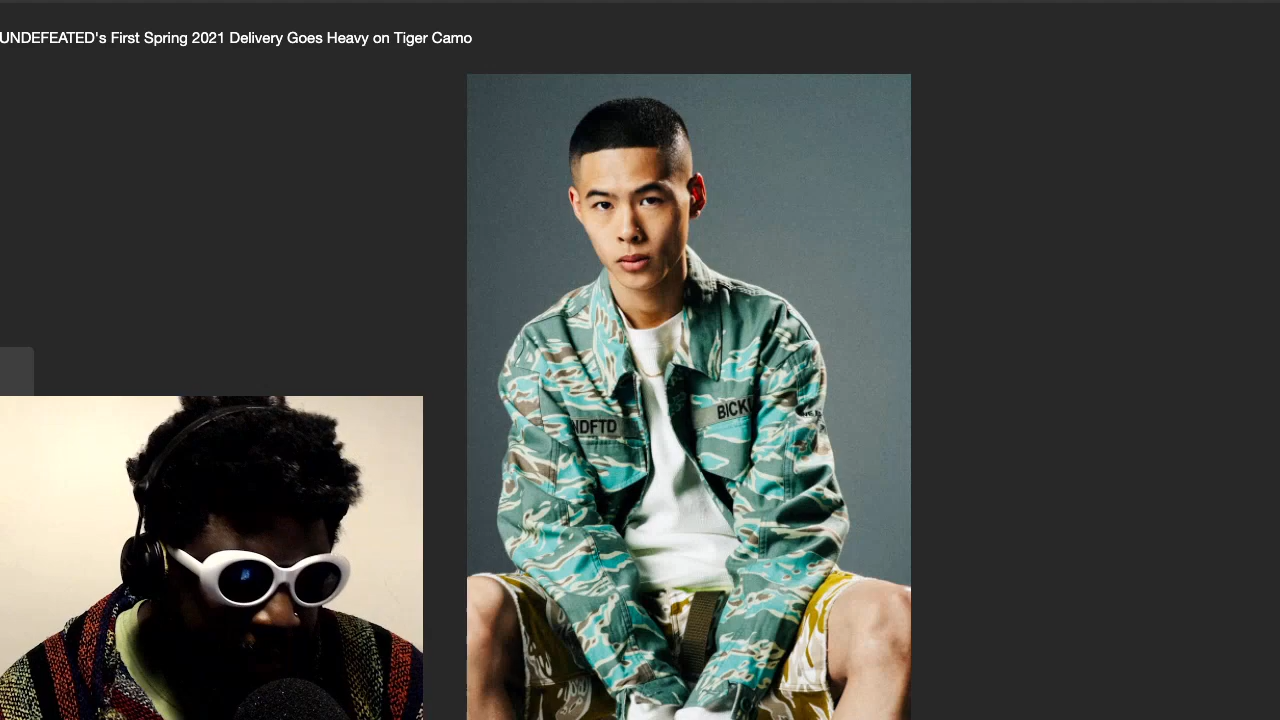 UNDEFEATED's First Spring 2021 Delivery Goes Heavy on Tiger Camo
NDFTD
BICK